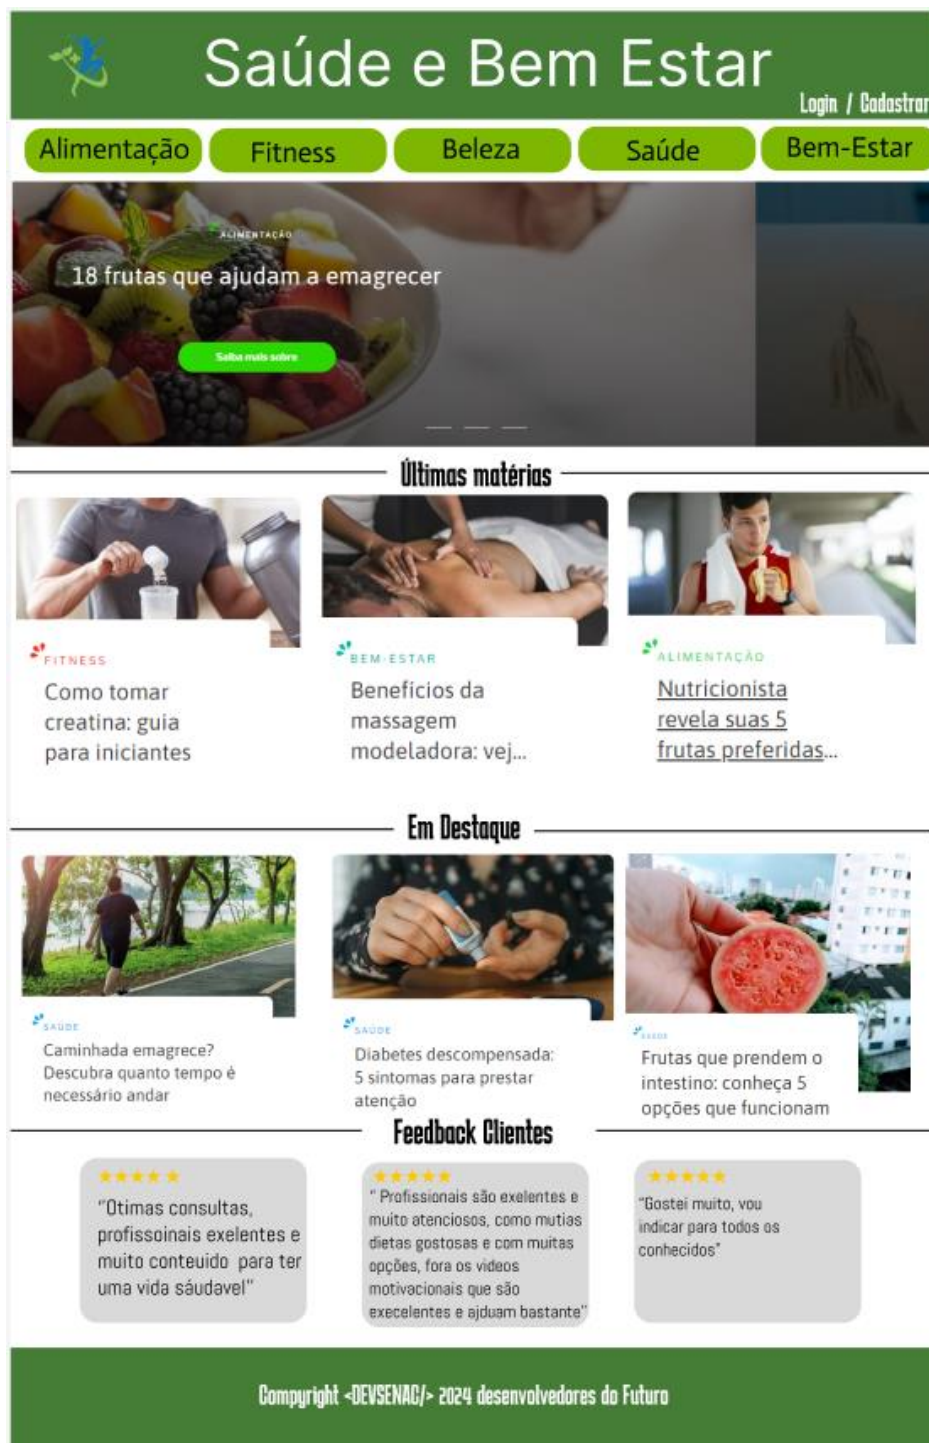 Saúde e Bem Estar
Login / Cadastrar
Alimentação
Fitness
Beleza
Saúde
Bem-Estar
ALIMENTAÇÃO
18 frutas que ajudam a emagrecer
Saiba mais sobre
Últimas matérias
FITNESS
Como tomar
creatina: guia
para iniciantes
BEM-ESTAR
Benefícios da
massagem
modeladora: vej...
ALIMENTAÇÃO
Nutricionista
revela suas 5
frutas preferidas...
Em Destaque
SAÚDE
Caminhada emagrece?
Descubra quanto tempo é
necessário andar
SAÚDE
Diabetes descompensada:
5 sintomas para prestar
atenção
SAÚDE
Frutas que prendem o
intestino: conheça 5
opções que funcionam
Feedback Clientes
"Otimas consultas,
profissoinais exelentes e
muito conteuido para ter
uma vida sáudavel"
" Profissionais são exelentes e
muito atenciosos, como mutias
dietas gostosas e com muitas
opções, fora os videos
motivacionais que são
execelentes e ajduam bastante"
"Gostei muito, vou
indicar para todos os
conhecidos"
Compyright <DEVSENAC/> 2024 desenvolvedores do Futuro